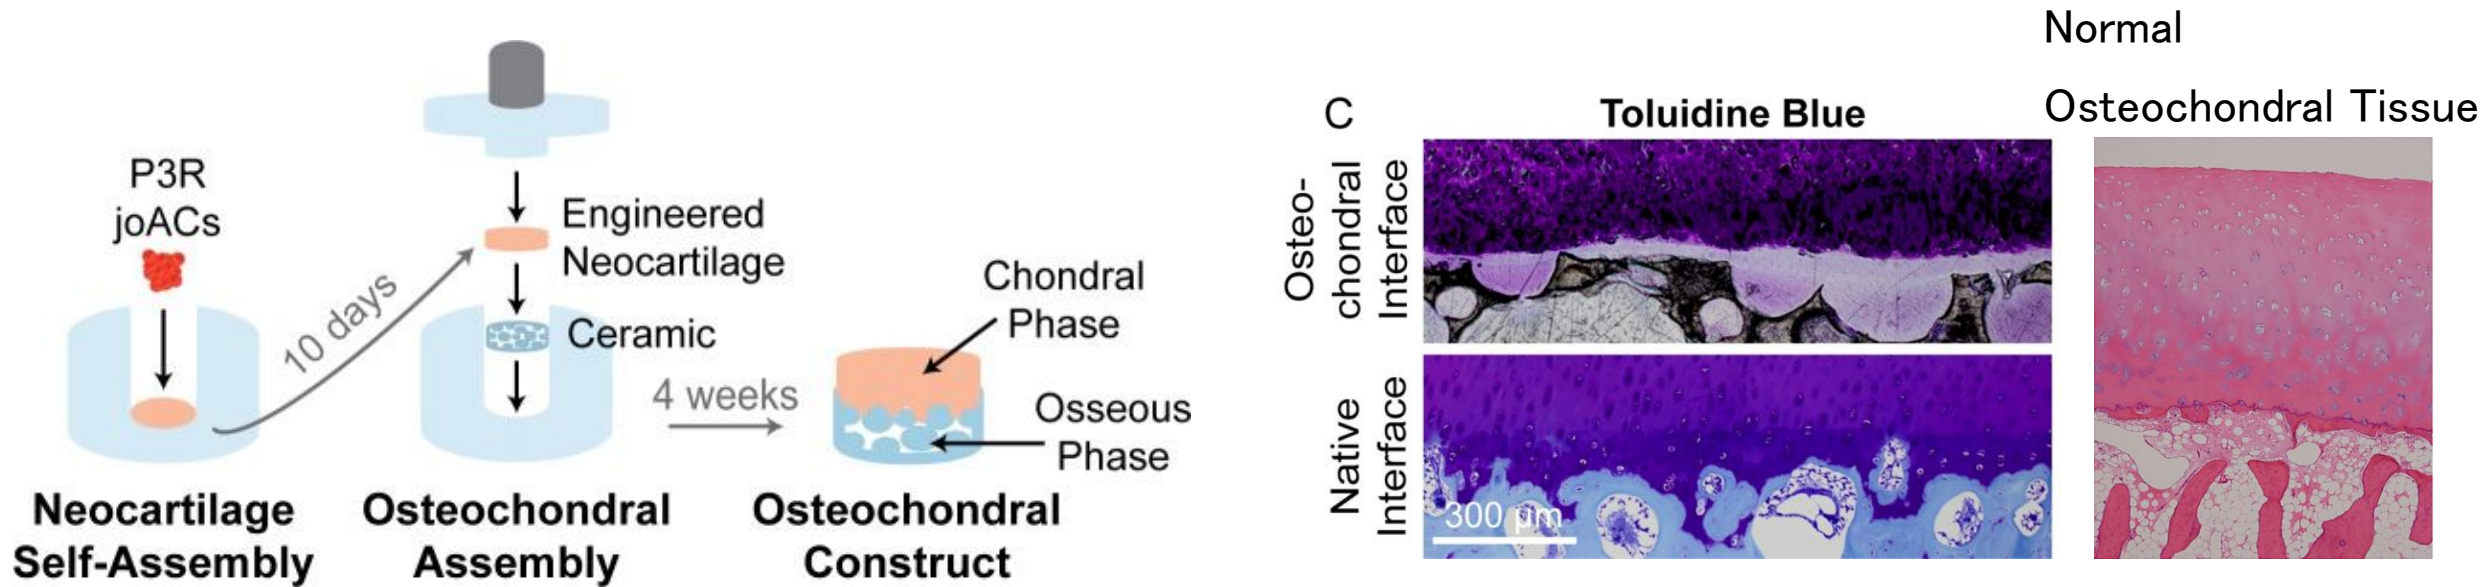 P3R
joACs
10 days
Neocartilage
Self-Assembly
Engineered
Neocartilage
Ceramic
4 weeks
Osteochondral
Assembly
Chondral
Phase
Osseous
Phase
Osteochondral
Construct
C
Toluidine Blue
Osteo-
chondral
Interface
Native
Interface
300 μm
Normal
Osteochondral Tissue